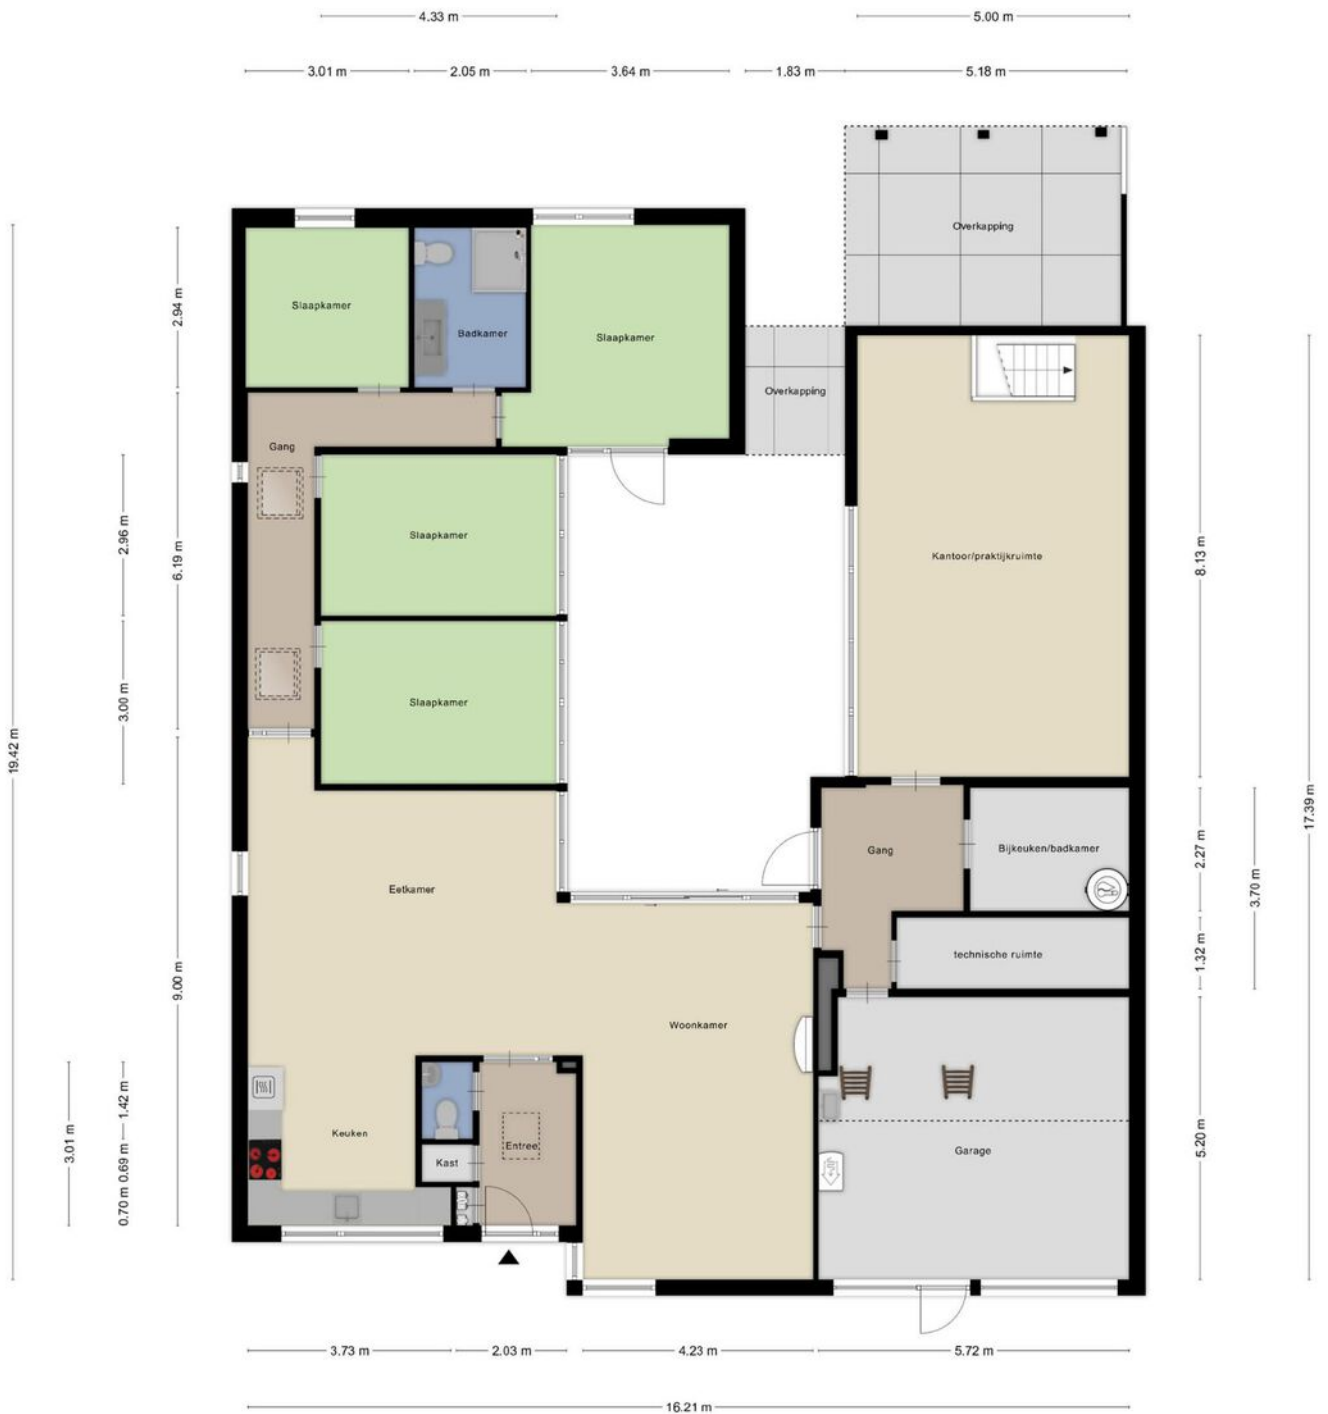 4.33 m
5.00 m
3.01 m
2.05 m
3.64 m
1.83 m
5.18 m
Overkapping
Slaapkamer
Badkamer
Slaapkamer
Overkapping
Gang
Slaapkamer
Kantoor/praktijkruimte
Slaapkamer
Gang
Bijkeuken/badkamer
Eetkamer
technische ruimte
Woonkamer
Keuken
Entree
Kast
Garage
19.42 m
2.94 m
6.19 m
9.00 m
2.96 m
3.00 m
1.42 m
0.69 m
0.70 m
3.01 m
8.13 m
2.27 m
1.32 m
5.20 m
3.70 m
17.39 m
3.73 m
2.03 m
4.23 m
5.72 m
16.21 m